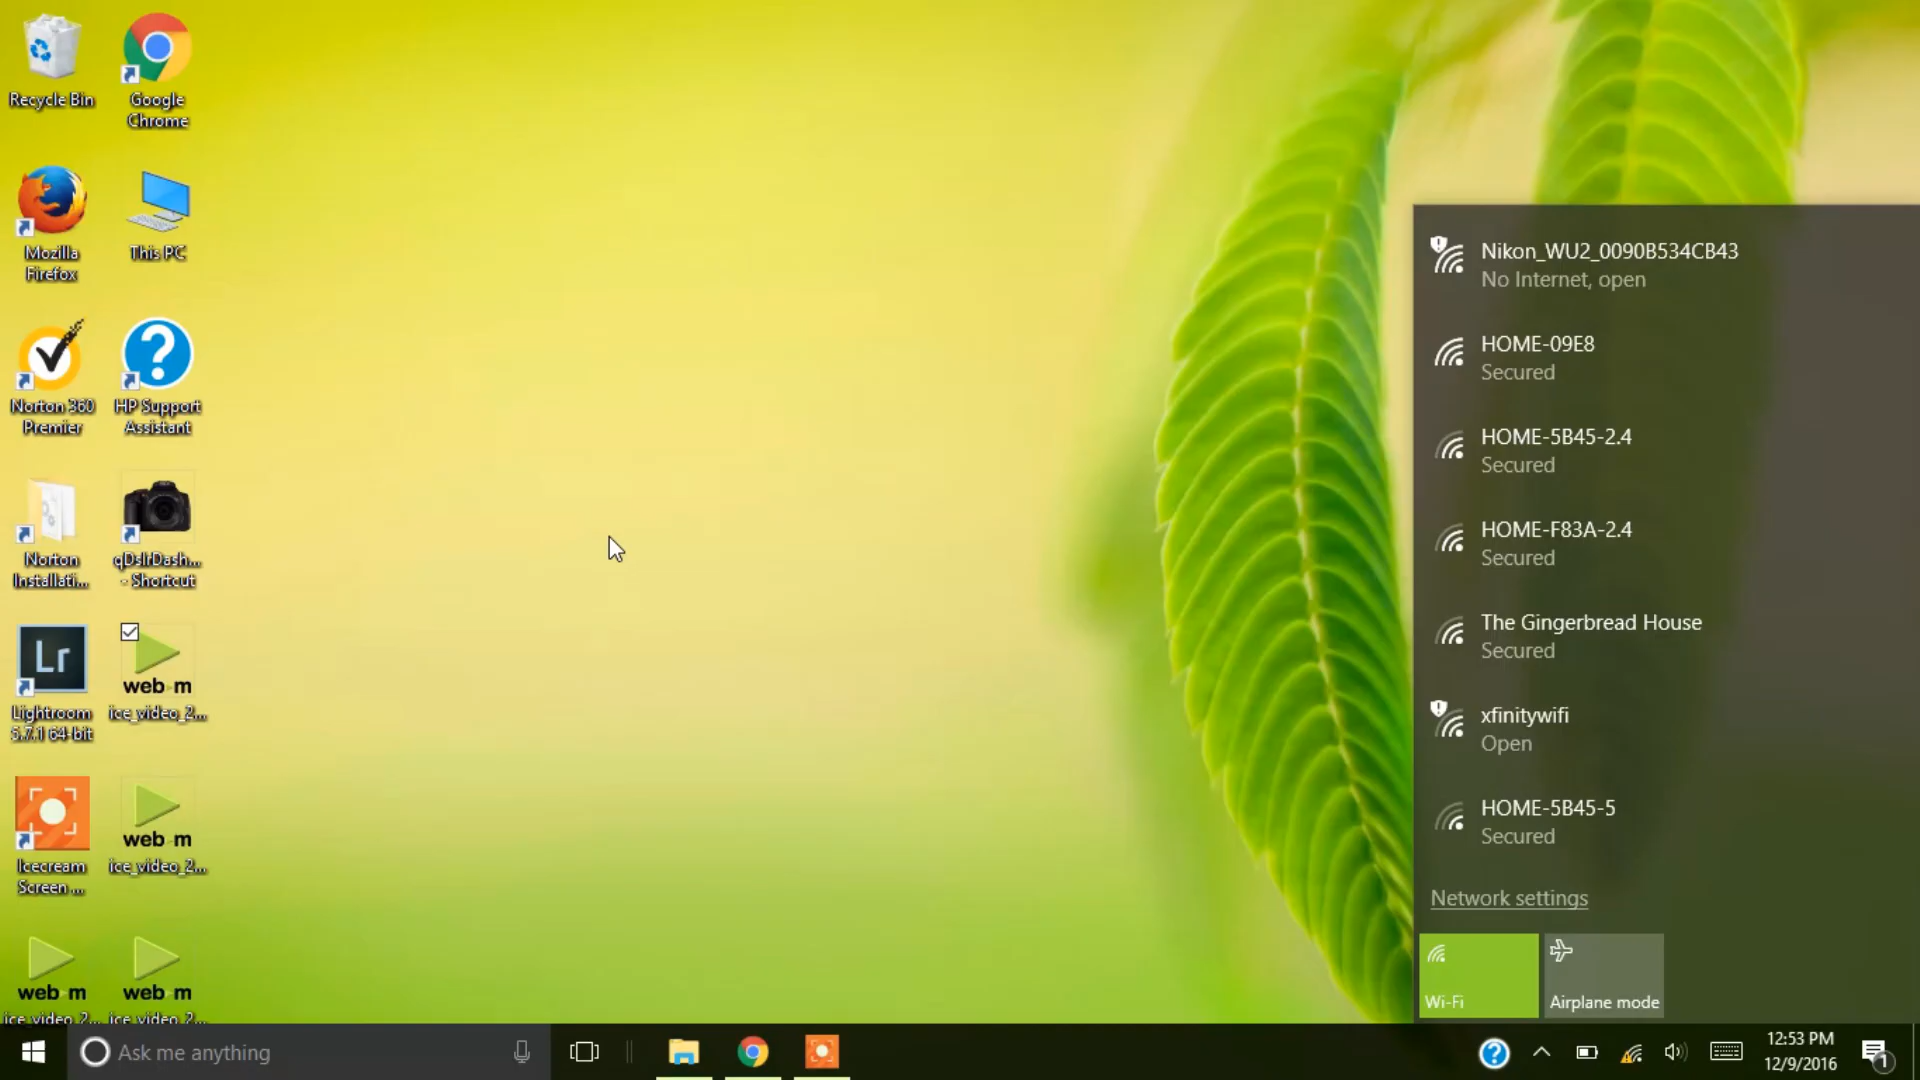 Recycle Bin
Google
Chrome
Mozilla
Firefox
This PC
Norton 360
Premier
HP Support
Assistant
Norton
Installati...
qDslrDash...
- Shortcut
Lr
Lightroom
5.7.1 64-bit
web m
ice_video_2...
Icecream
Screen ...
web m
ice_video_2...
web m
ice_video_2...
web m
ice_video_2...
Nikon_WU2_0090B534CB43
No Internet, open
HOME-09E8
Secured
HOME-5B45-2.4
Secured
HOME-F83A-2.4
Secured
The Gingerbread House
Secured
xfinitywifi
Open
HOME-5B45-5
Secured
Network settings
Wi-Fi
Airplane mode
Ask me anything
12:53 PM
12/9/2016
1